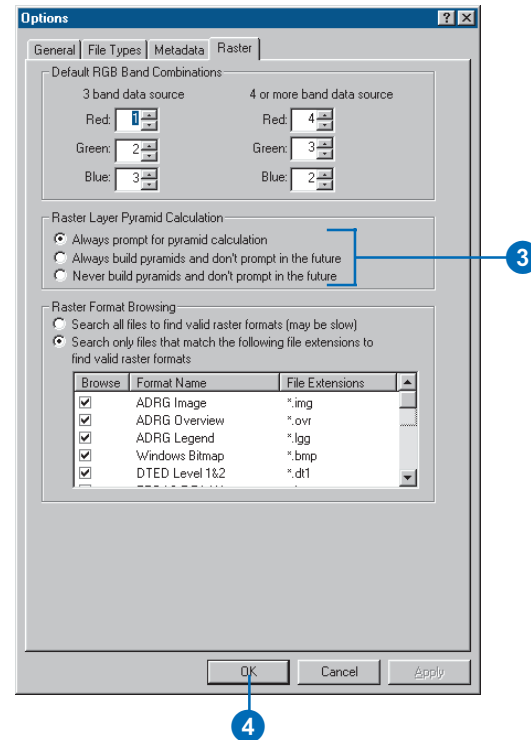 Options
General File Types Metadata Raster
Default RGB Band Combinations
3 band data source 4 or more band data source
Red: 1 Red: 4
Green: 2 Green: 3
Blue: 3 Blue: 2
Raster Layer Pyramid Calculation
Always prompt for pyramid calculation
Always build pyramids and don't prompt in the future
Never build pyramids and don't prompt in the future
3
Raster Format Browsing
Search all files to find valid raster formats (may be slow)
Search only files that match the following file extensions to
find valid raster formats
Browse Format Name File Extensions
ADRG Image *.img
ADRG Overview *.ovr
ADRG Legend *.lgg
Windows Bitmap *.bmp
DTED Level 1&2 *.dt1
OK Cancel Apply
4